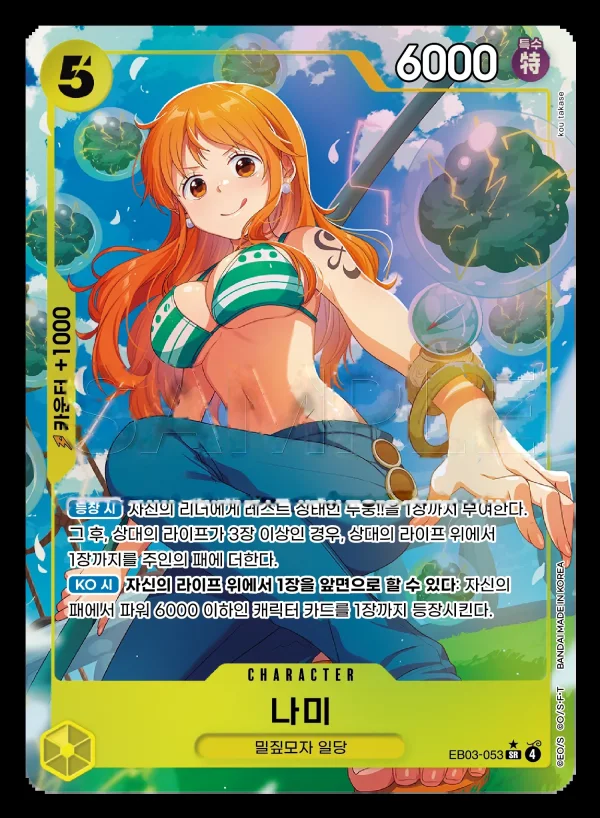 5
6000
특수
特
kou takase
카운터 +1000
SAMPLE
등장 시 자신의 리더에게 레스트 상태인 두웅!!을 1장까지 부여한다.
그 후, 상대의 라이프가 3장 이상인 경우, 상대의 라이프 위에서
1장까지를 주인의 패에 더한다.
KO 시 자신의 라이프 위에서 1장을 앞면으로 할 수 있다: 자신의
패에서 파워 6000 이하인 캐릭터 카드를 1장까지 등장시킨다.
CHARACTER
나미
밀짚모자 일당
EB03-053 SR 4
©EO/S ©O/S·F·T BANDAI MADE IN KOREA